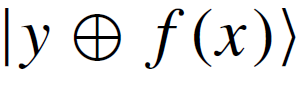 |y ⊕ f(x)⟩